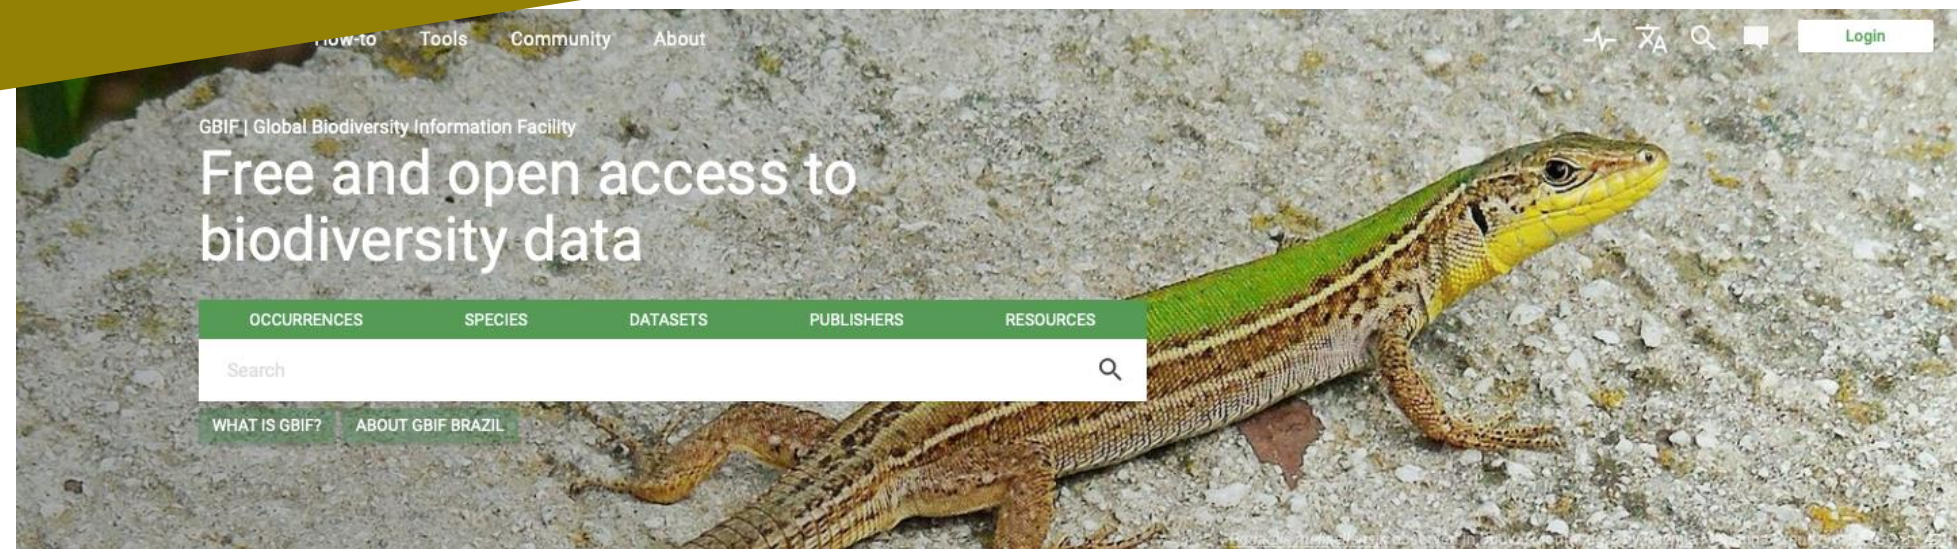 How-to Tools Community About
Login
GBIF | Global Biodiversity Information Facility
Free and open access to
biodiversity data
OCCURRENCES SPECIES DATASETS PUBLISHERS RESOURCES
Search
WHAT IS GBIF? ABOUT GBIF BRAZIL